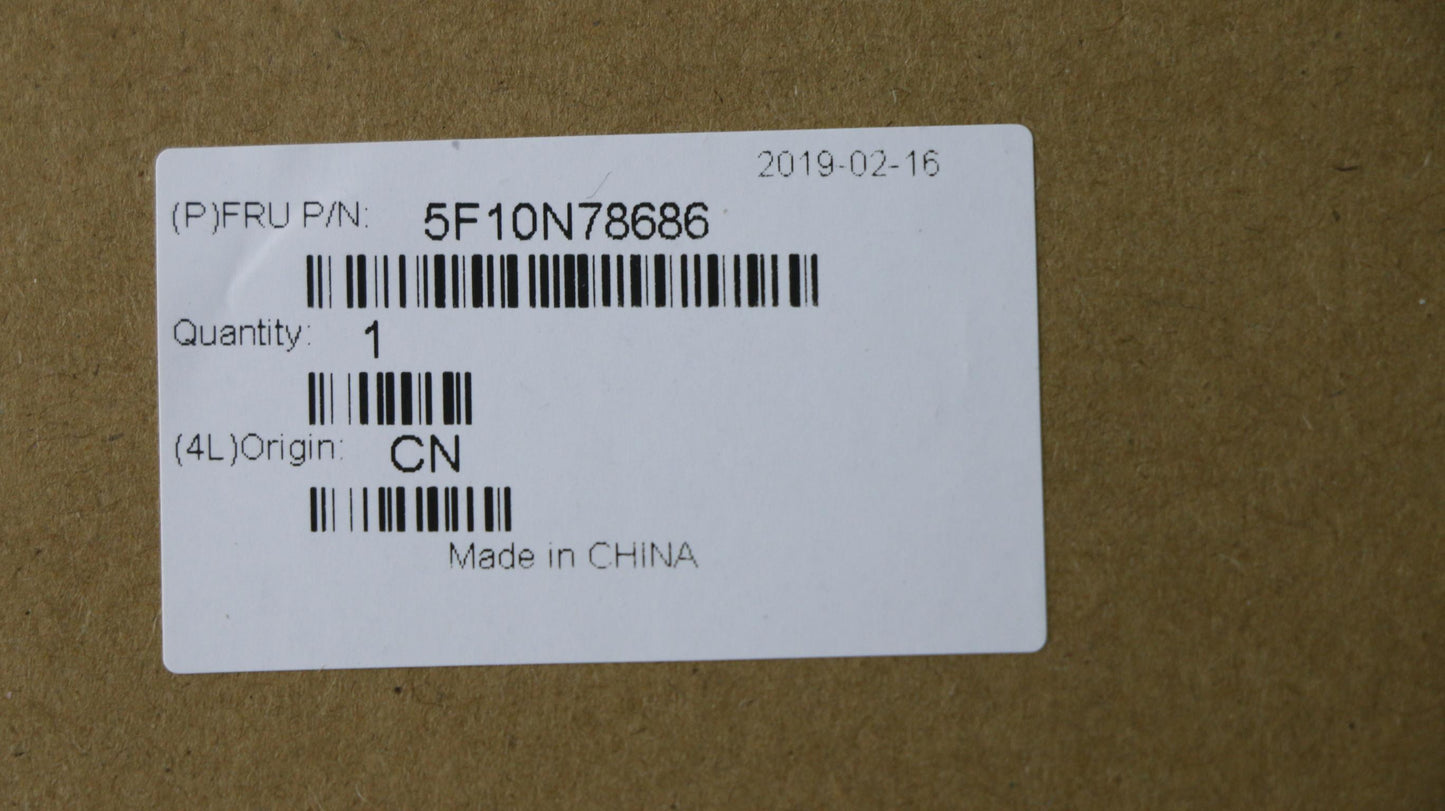 2019-02-16
(P)FRU P/N: 5F10N78686
Quantity: 1
(4L)Origin: CN
Made in CHINA